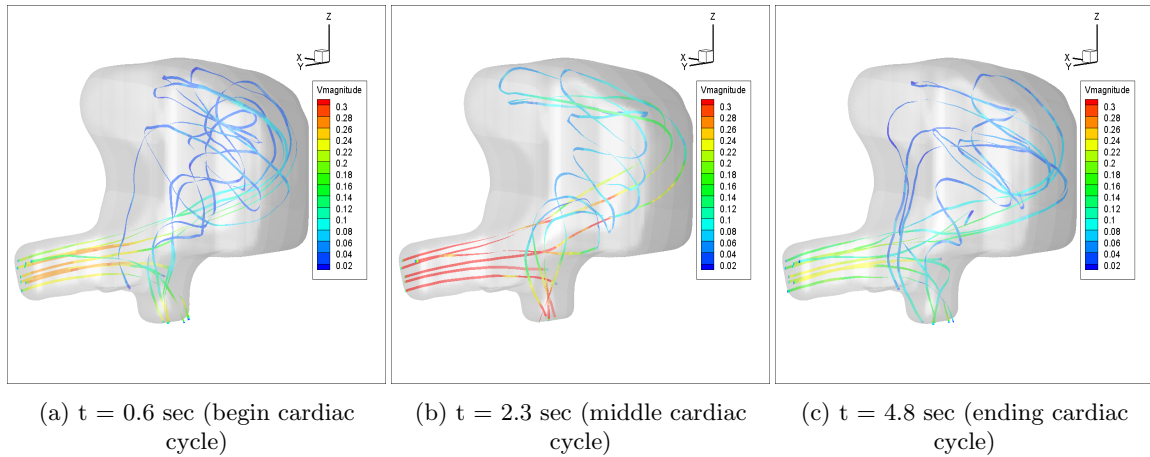 Z
X
Y
Vmagnitude
0.3
0.28
0.26
0.24
0.22
0.2
0.18
0.16
0.14
0.12
0.1
0.08
0.06
0.04
0.02
Z
X
Y
Vmagnitude
0.3
0.28
0.26
0.24
0.22
0.2
0.18
0.16
0.14
0.12
0.1
0.08
0.06
0.04
0.02
Z
X
Y
Vmagnitude
0.3
0.28
0.26
0.24
0.22
0.2
0.18
0.16
0.14
0.12
0.1
0.08
0.06
0.04
0.02
(a) t = 0.6 sec (begin cardiac
cycle)
(b) t = 2.3 sec (middle cardiac
cycle)
(c) t = 4.8 sec (ending cardiac
cycle)